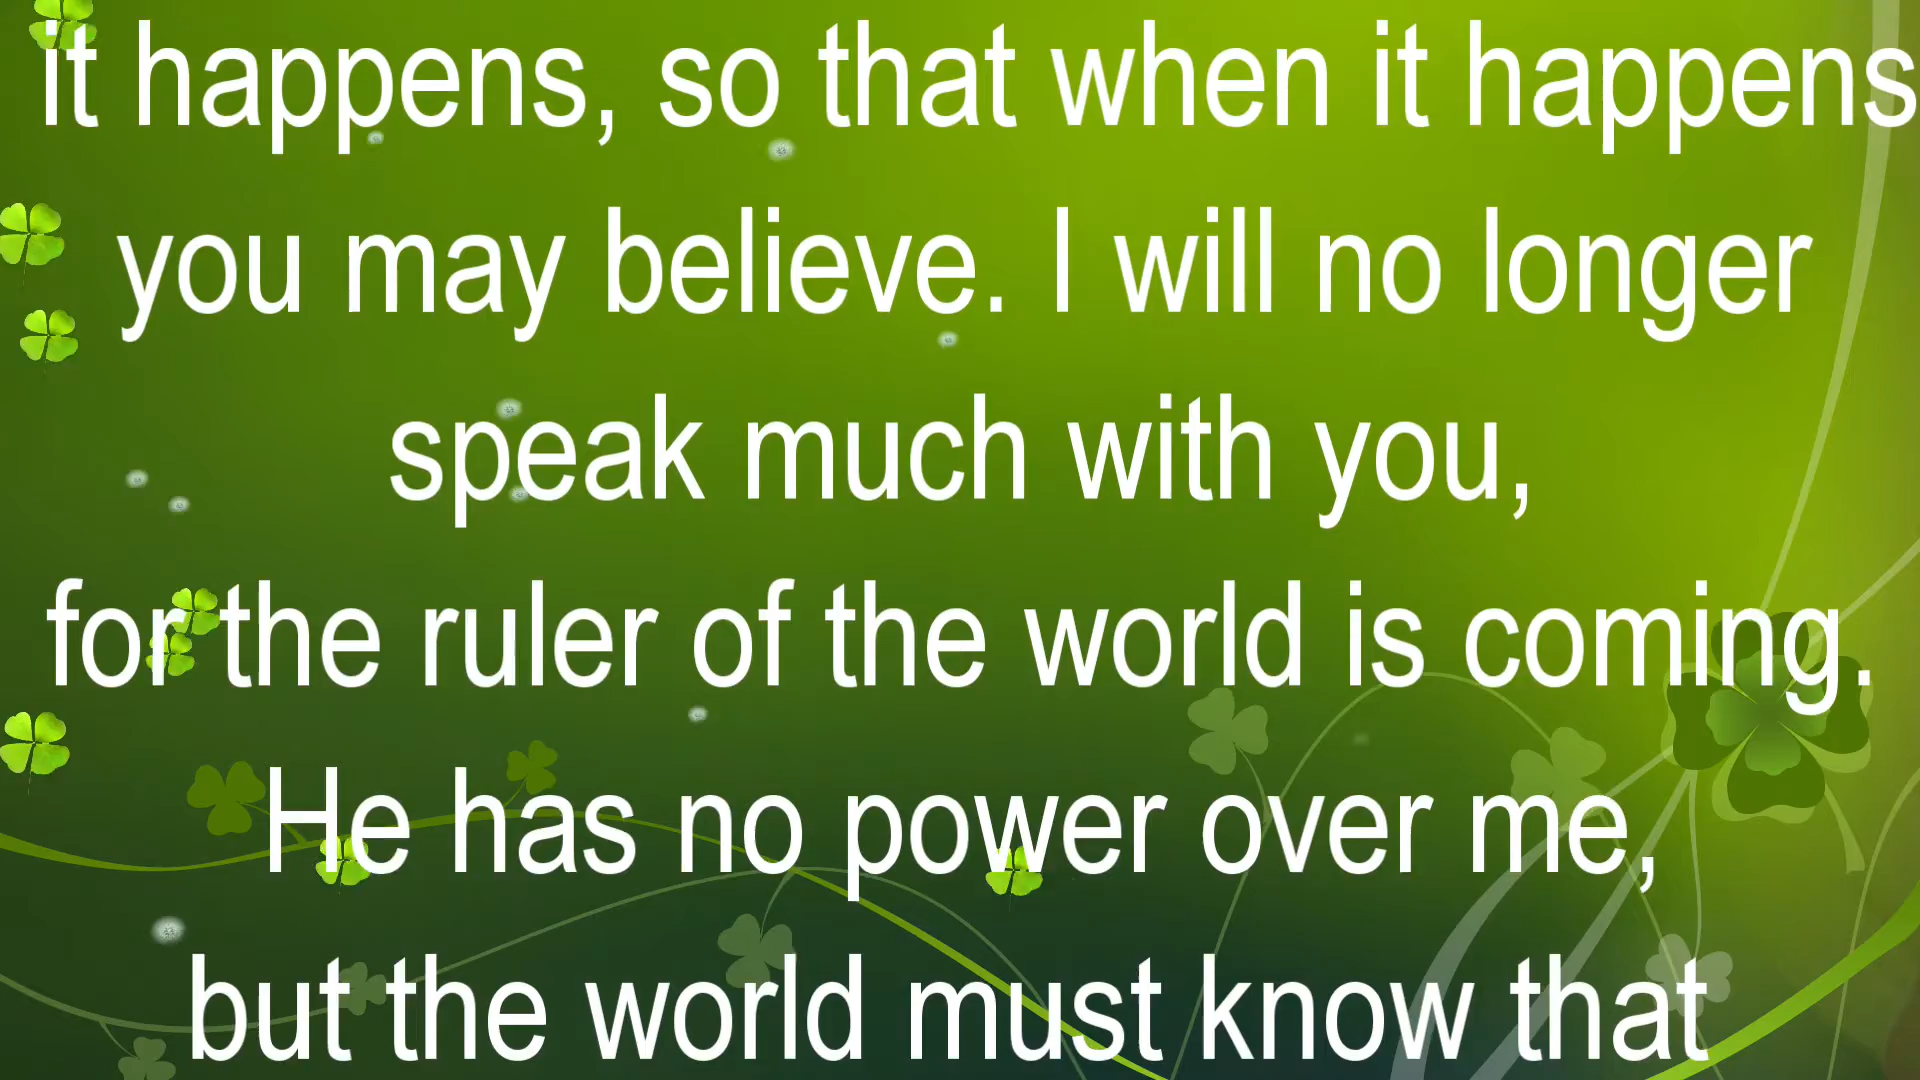 it happens, so that when it happens
you may believe. I will no longer
speak much with you,
for the ruler of the world is coming.
He has no power over me,
but the world must know that